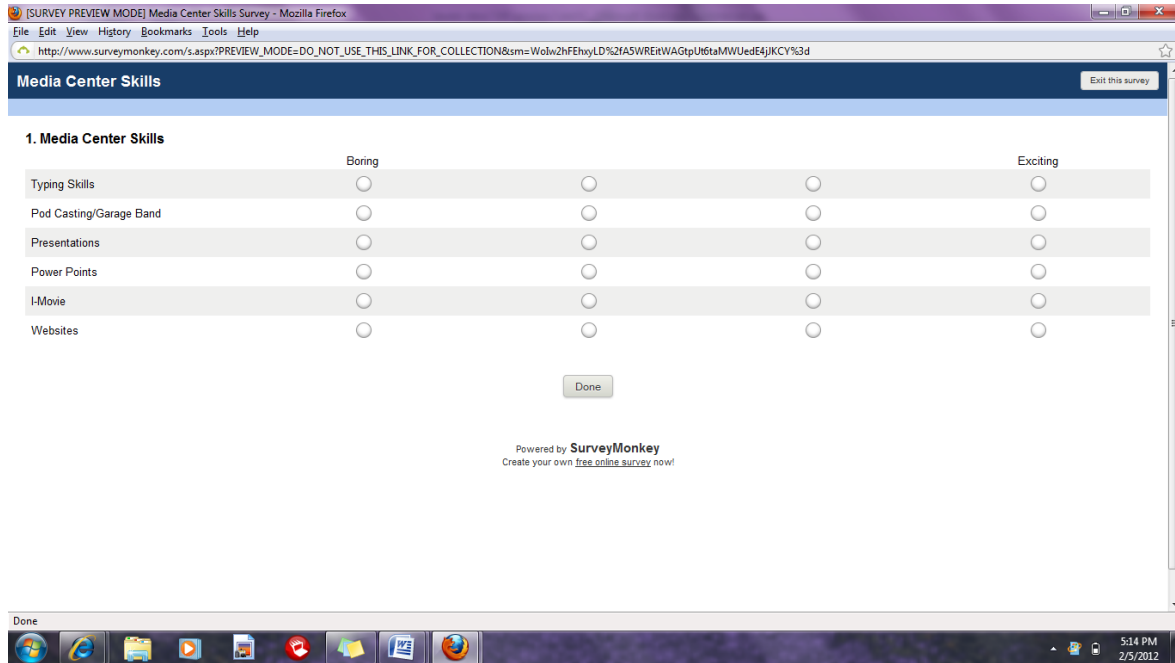 [SURVEY PREVIEW MODE] Media Center Skills Survey - Mozilla Firefox
File Edit View History Bookmarks Tools Help
http://www.surveymonkey.com/s.aspx?PREVIEW_MODE=DO_NOT_USE_THIS_LINK_FOR_COLLECTION&sm=WoIw2hFEhxyLD%2fA5WREitWAGtpUt6taMWUedE4jJKCY%3d
Media Center Skills Exit this survey
1. Media Center Skills
Boring Exciting
Typing Skills
Pod Casting/Garage Band
Presentations
Power Points
I-Movie
Websites
Done
Powered by SurveyMonkey
Create your own free online survey now!
Done
5:14 PM
2/5/2012